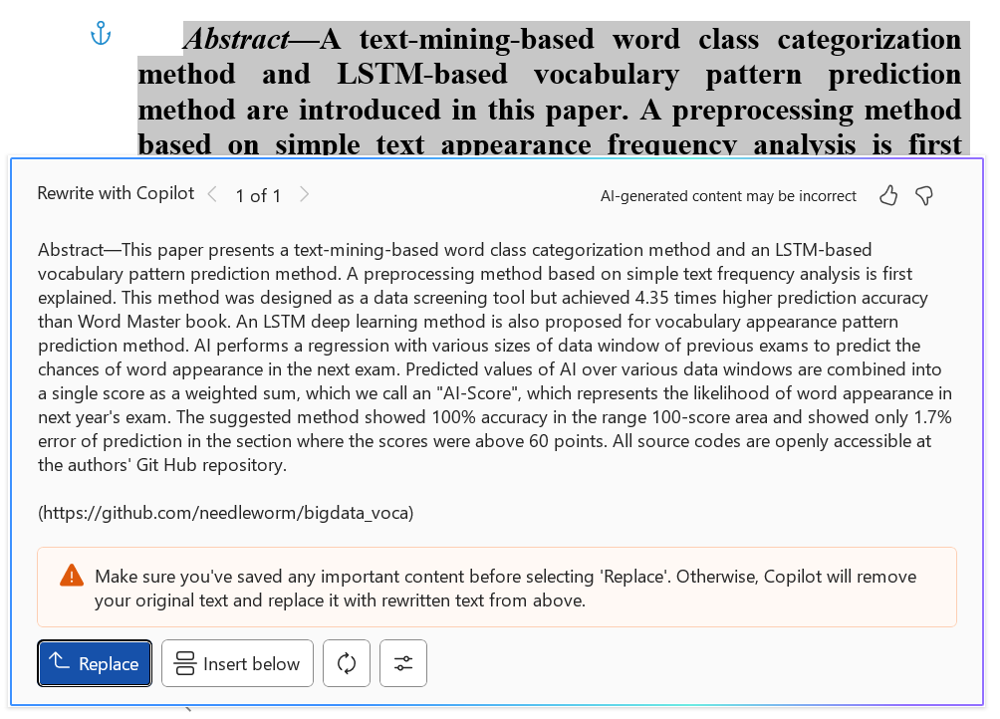 Abstract—A text-mining-based word class categorization
method and LSTM-based vocabulary pattern prediction
method are introduced in this paper. A preprocessing method
based on simple text appearance frequency analysis is first
Rewrite with Copilot 1 of 1 AI-generated content may be incorrect
Abstract—This paper presents a text-mining-based word class categorization method and an LSTM-based
vocabulary pattern prediction method. A preprocessing method based on simple text frequency analysis is first
explained. This method was designed as a data screening tool but achieved 4.35 times higher prediction accuracy
than Word Master book. An LSTM deep learning method is also proposed for vocabulary appearance pattern
prediction method. AI performs a regression with various sizes of data window of previous exams to predict the
chances of word appearance in the next exam. Predicted values of AI over various data windows are combined into
a single score as a weighted sum, which we call an "AI-Score", which represents the likelihood of word appearance in
next year's exam. The suggested method showed 100% accuracy in the range 100-score area and showed only 1.7%
error of prediction in the section where the scores were above 60 points. All source codes are openly accessible at
the authors' Git Hub repository.
(https://github.com/needleworm/bigdata_voca)
Make sure you've saved any important content before selecting 'Replace'. Otherwise, Copilot will remove
your original text and replace it with rewritten text from above.
Replace Insert below